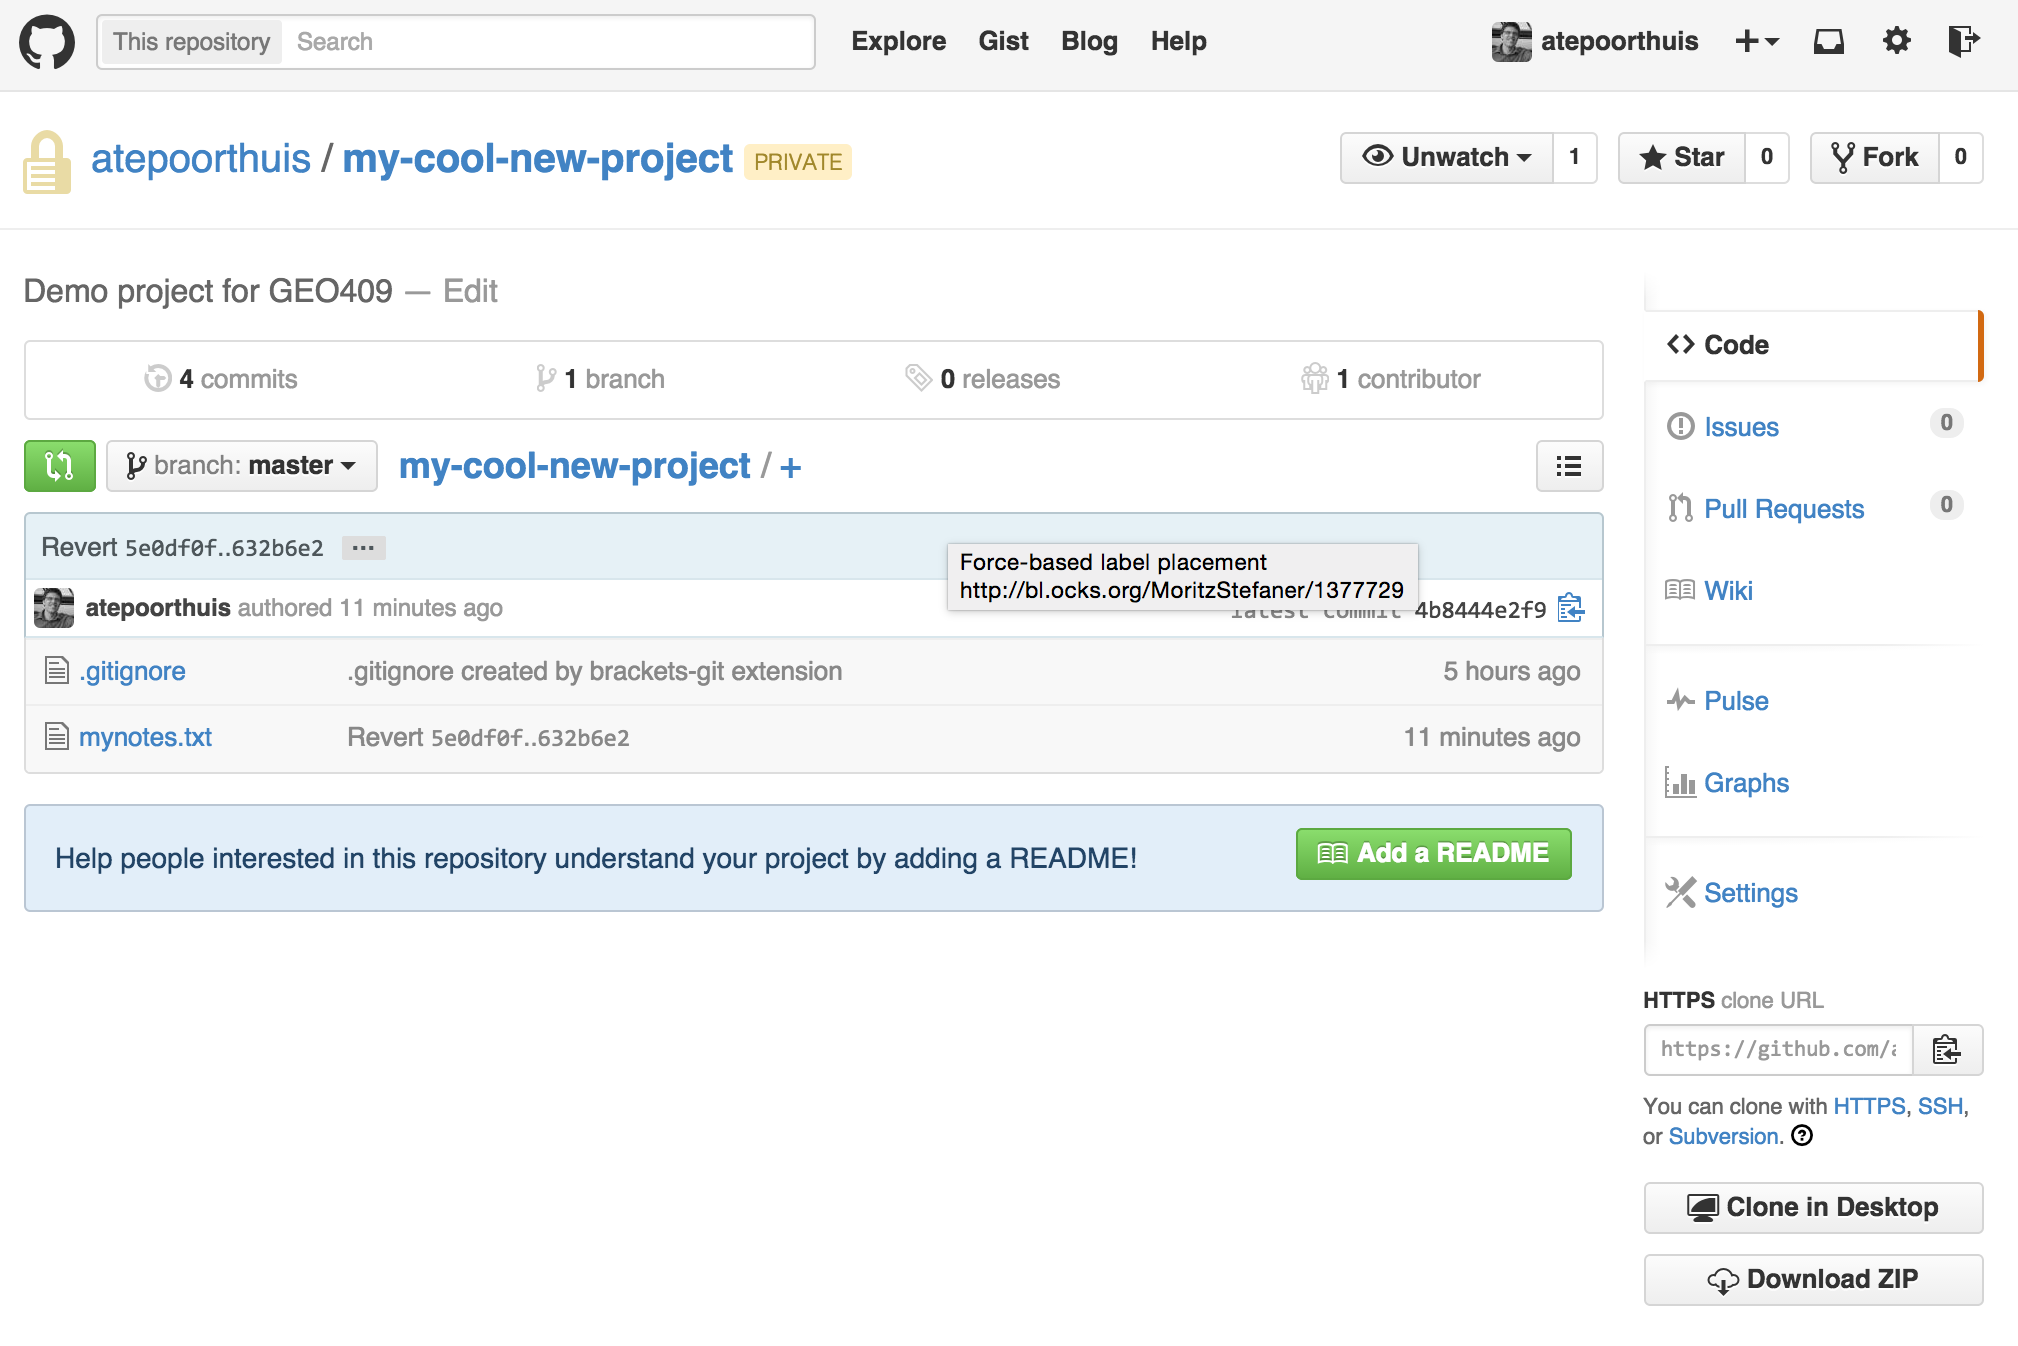 This repository Search Explore Gist Blog Help atepoorthuis
atepoorthuis / my-cool-new-project PRIVATE Unwatch 1 Star 0 Fork 0
Demo project for GEO409 — Edit
4 commits 1 branch 0 releases 1 contributor
branch: master my-cool-new-project / +
Revert 5e0df0f..632b6e2 ...
Force-based label placement
http://bl.ocks.org/MoritzStefaner/1377729
atepoorthuis authored 11 minutes ago latest commit 4b8444e2f9
.gitignore .gitignore created by brackets-git extension 5 hours ago
mynotes.txt Revert 5e0df0f..632b6e2 11 minutes ago
Help people interested in this repository understand your project by adding a README! Add a README
Code
Issues 0
Pull Requests 0
Wiki
Pulse
Graphs
Settings
HTTPS clone URL
https://github.com/a
You can clone with HTTPS, SSH,
or Subversion.
Clone in Desktop
Download ZIP